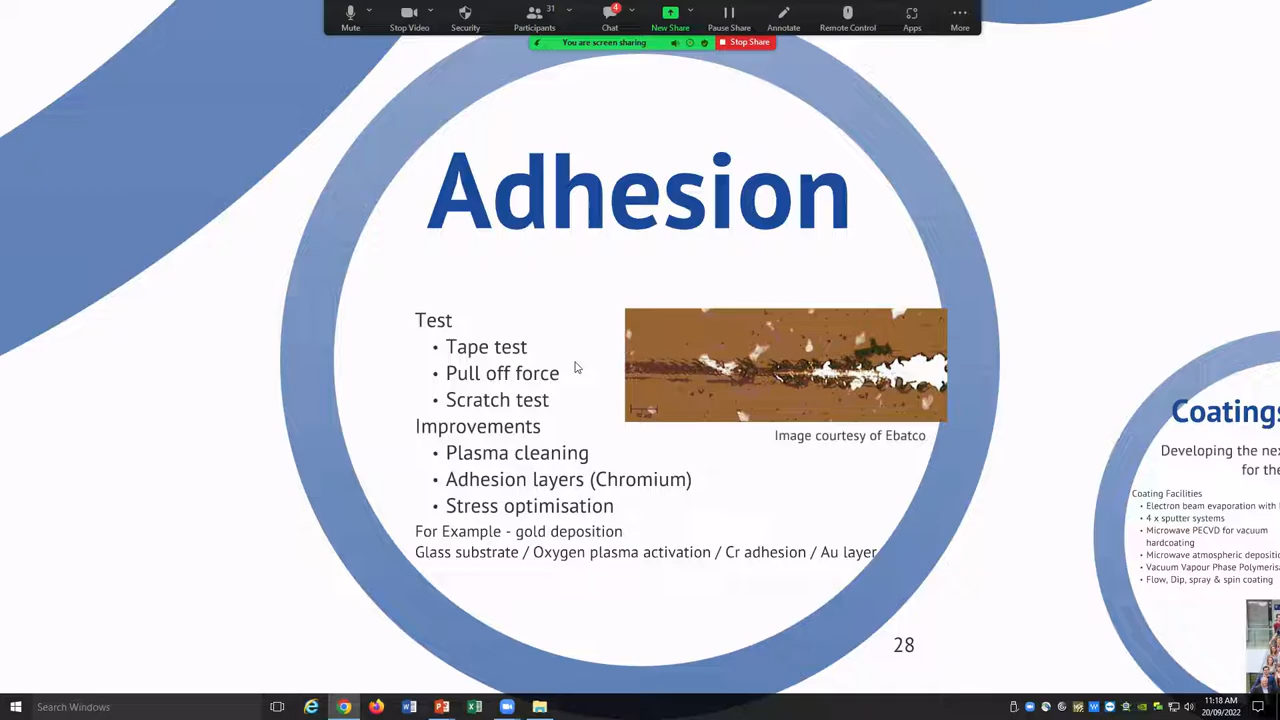 Mute
Stop Video
Security
Participants
31
Chat
4
New Share
Pause Share
Annotate
Remote Control
Apps
More
You are screen sharing
Stop Share
Adhesion
Test
• Tape test
• Pull off force
• Scratch test
Improvements
• Plasma cleaning
• Adhesion layers (Chromium)
• Stress optimisation
For Example - gold deposition
Glass substrate / Oxygen plasma activation / Cr adhesion / Au layer
Image courtesy of Ebatco
28
Coatings
Developing the ne
for the
Coating Facilities
• Electron beam evaporation with
• 4 x sputter systems
• Microwave PECVD for vacuum
hardcoating
• Microwave atmospheric depositi
• Vacuum Vapour Phase Polymeris
• Flow, Dip, spray & spin coating
Search Windows
11:18 AM
20/09/2022